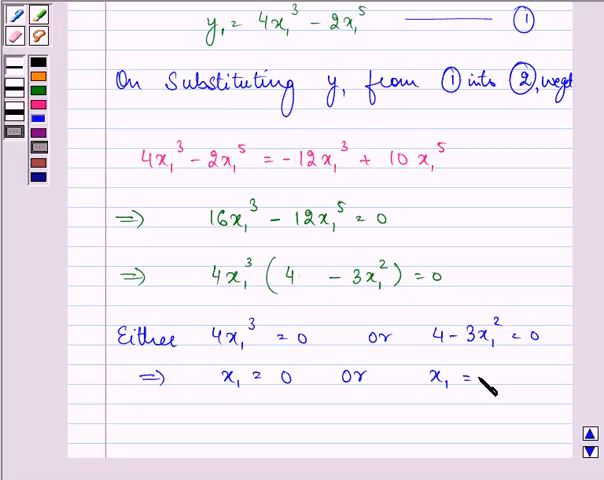 y₁ = 4x₁³ − 2x₁⁵ ——— ①
On Substituting y₁ from ① into ②, weget
4x₁³ − 2x₁⁵ = −12x₁³ + 10x₁⁵
⇒ 16x₁³ − 12x₁⁵ = 0
⇒ 4x₁³ (4 − 3x₁²) = 0
Either 4x₁³ = 0 or 4 − 3x₁² = 0
⇒ x₁ = 0 or x₁ =